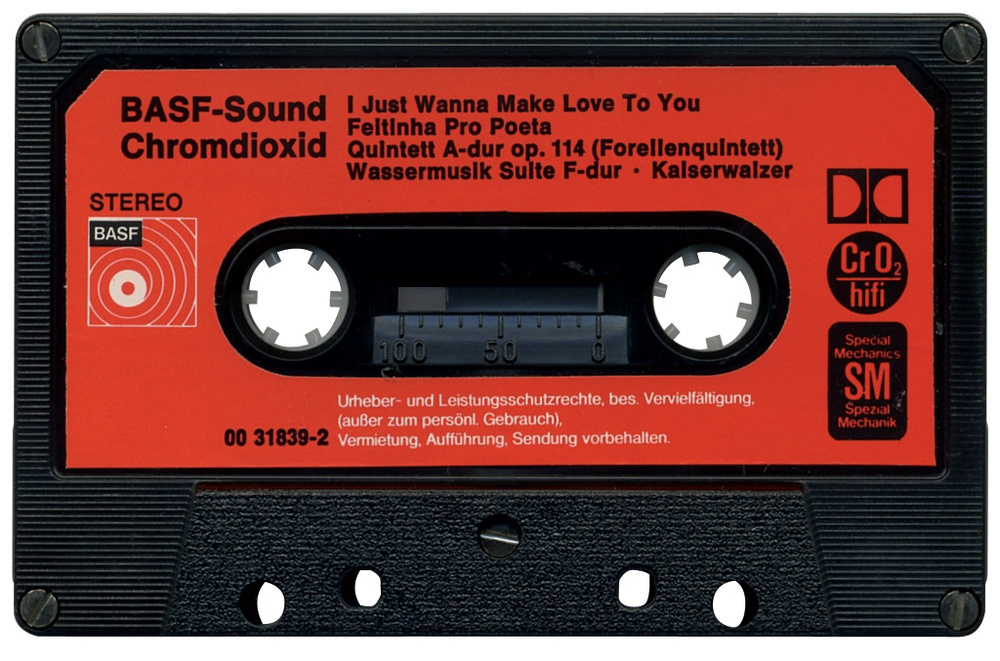 BASF-Sound
Chromdioxid
I Just Wanna Make Love To You
Feitinha Pro Poeta
Quintett A-dur op. 114 (Forellenquintett)
Wassermusik Suite F-dur · Kaiserwalzer
STEREO
BASF
CrO2
hifi
Special
Mechanics
SM
Spezial
Mechanik
100 50 0
Urheber- und Leistungsschutzrechte, bes. Vervielfältigung,
(außer zum persönl. Gebrauch),
00 31839-2 Vermietung, Aufführung, Sendung vorbehalten.